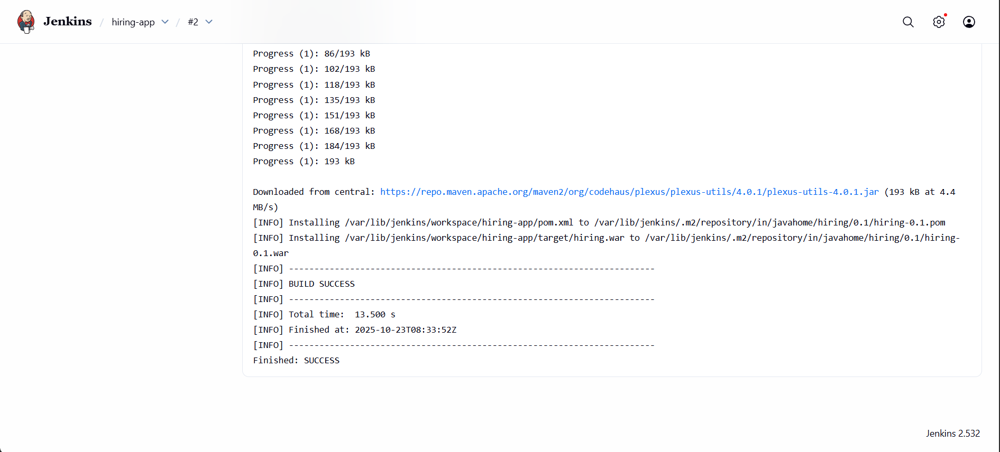 Jenkins / hiring-app / #2
Progress (1): 86/193 kB
Progress (1): 102/193 kB
Progress (1): 118/193 kB
Progress (1): 135/193 kB
Progress (1): 151/193 kB
Progress (1): 168/193 kB
Progress (1): 184/193 kB
Progress (1): 193 kB
Downloaded from central: https://repo.maven.apache.org/maven2/org/codehaus/plexus/plexus-utils/4.0.1/plexus-utils-4.0.1.jar (193 kB at 4.4
MB/s)
[INFO] Installing /var/lib/jenkins/workspace/hiring-app/pom.xml to /var/lib/jenkins/.m2/repository/in/javahome/hiring/0.1/hiring-0.1.pom
[INFO] Installing /var/lib/jenkins/workspace/hiring-app/target/hiring.war to /var/lib/jenkins/.m2/repository/in/javahome/hiring/0.1/hiring-
0.1.war
[INFO] ------------------------------------------------------------------------
[INFO] BUILD SUCCESS
[INFO] ------------------------------------------------------------------------
[INFO] Total time:  13.500 s
[INFO] Finished at: 2025-10-23T08:33:52Z
[INFO] ------------------------------------------------------------------------
Finished: SUCCESS
Jenkins 2.532